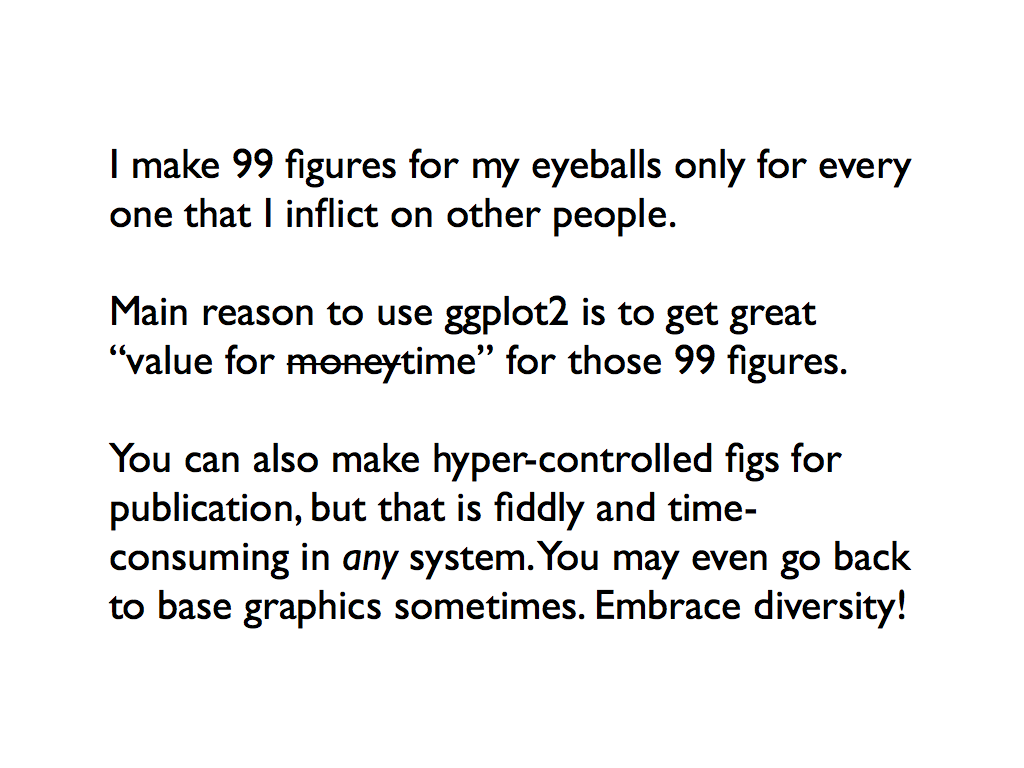 I make 99 figures for my eyeballs only for every
one that I inflict on other people.
Main reason to use ggplot2 is to get great
“value for moneytime” for those 99 figures.
You can also make hyper-controlled figs for
publication, but that is fiddly and time-
consuming in any system. You may even go back
to base graphics sometimes. Embrace diversity!